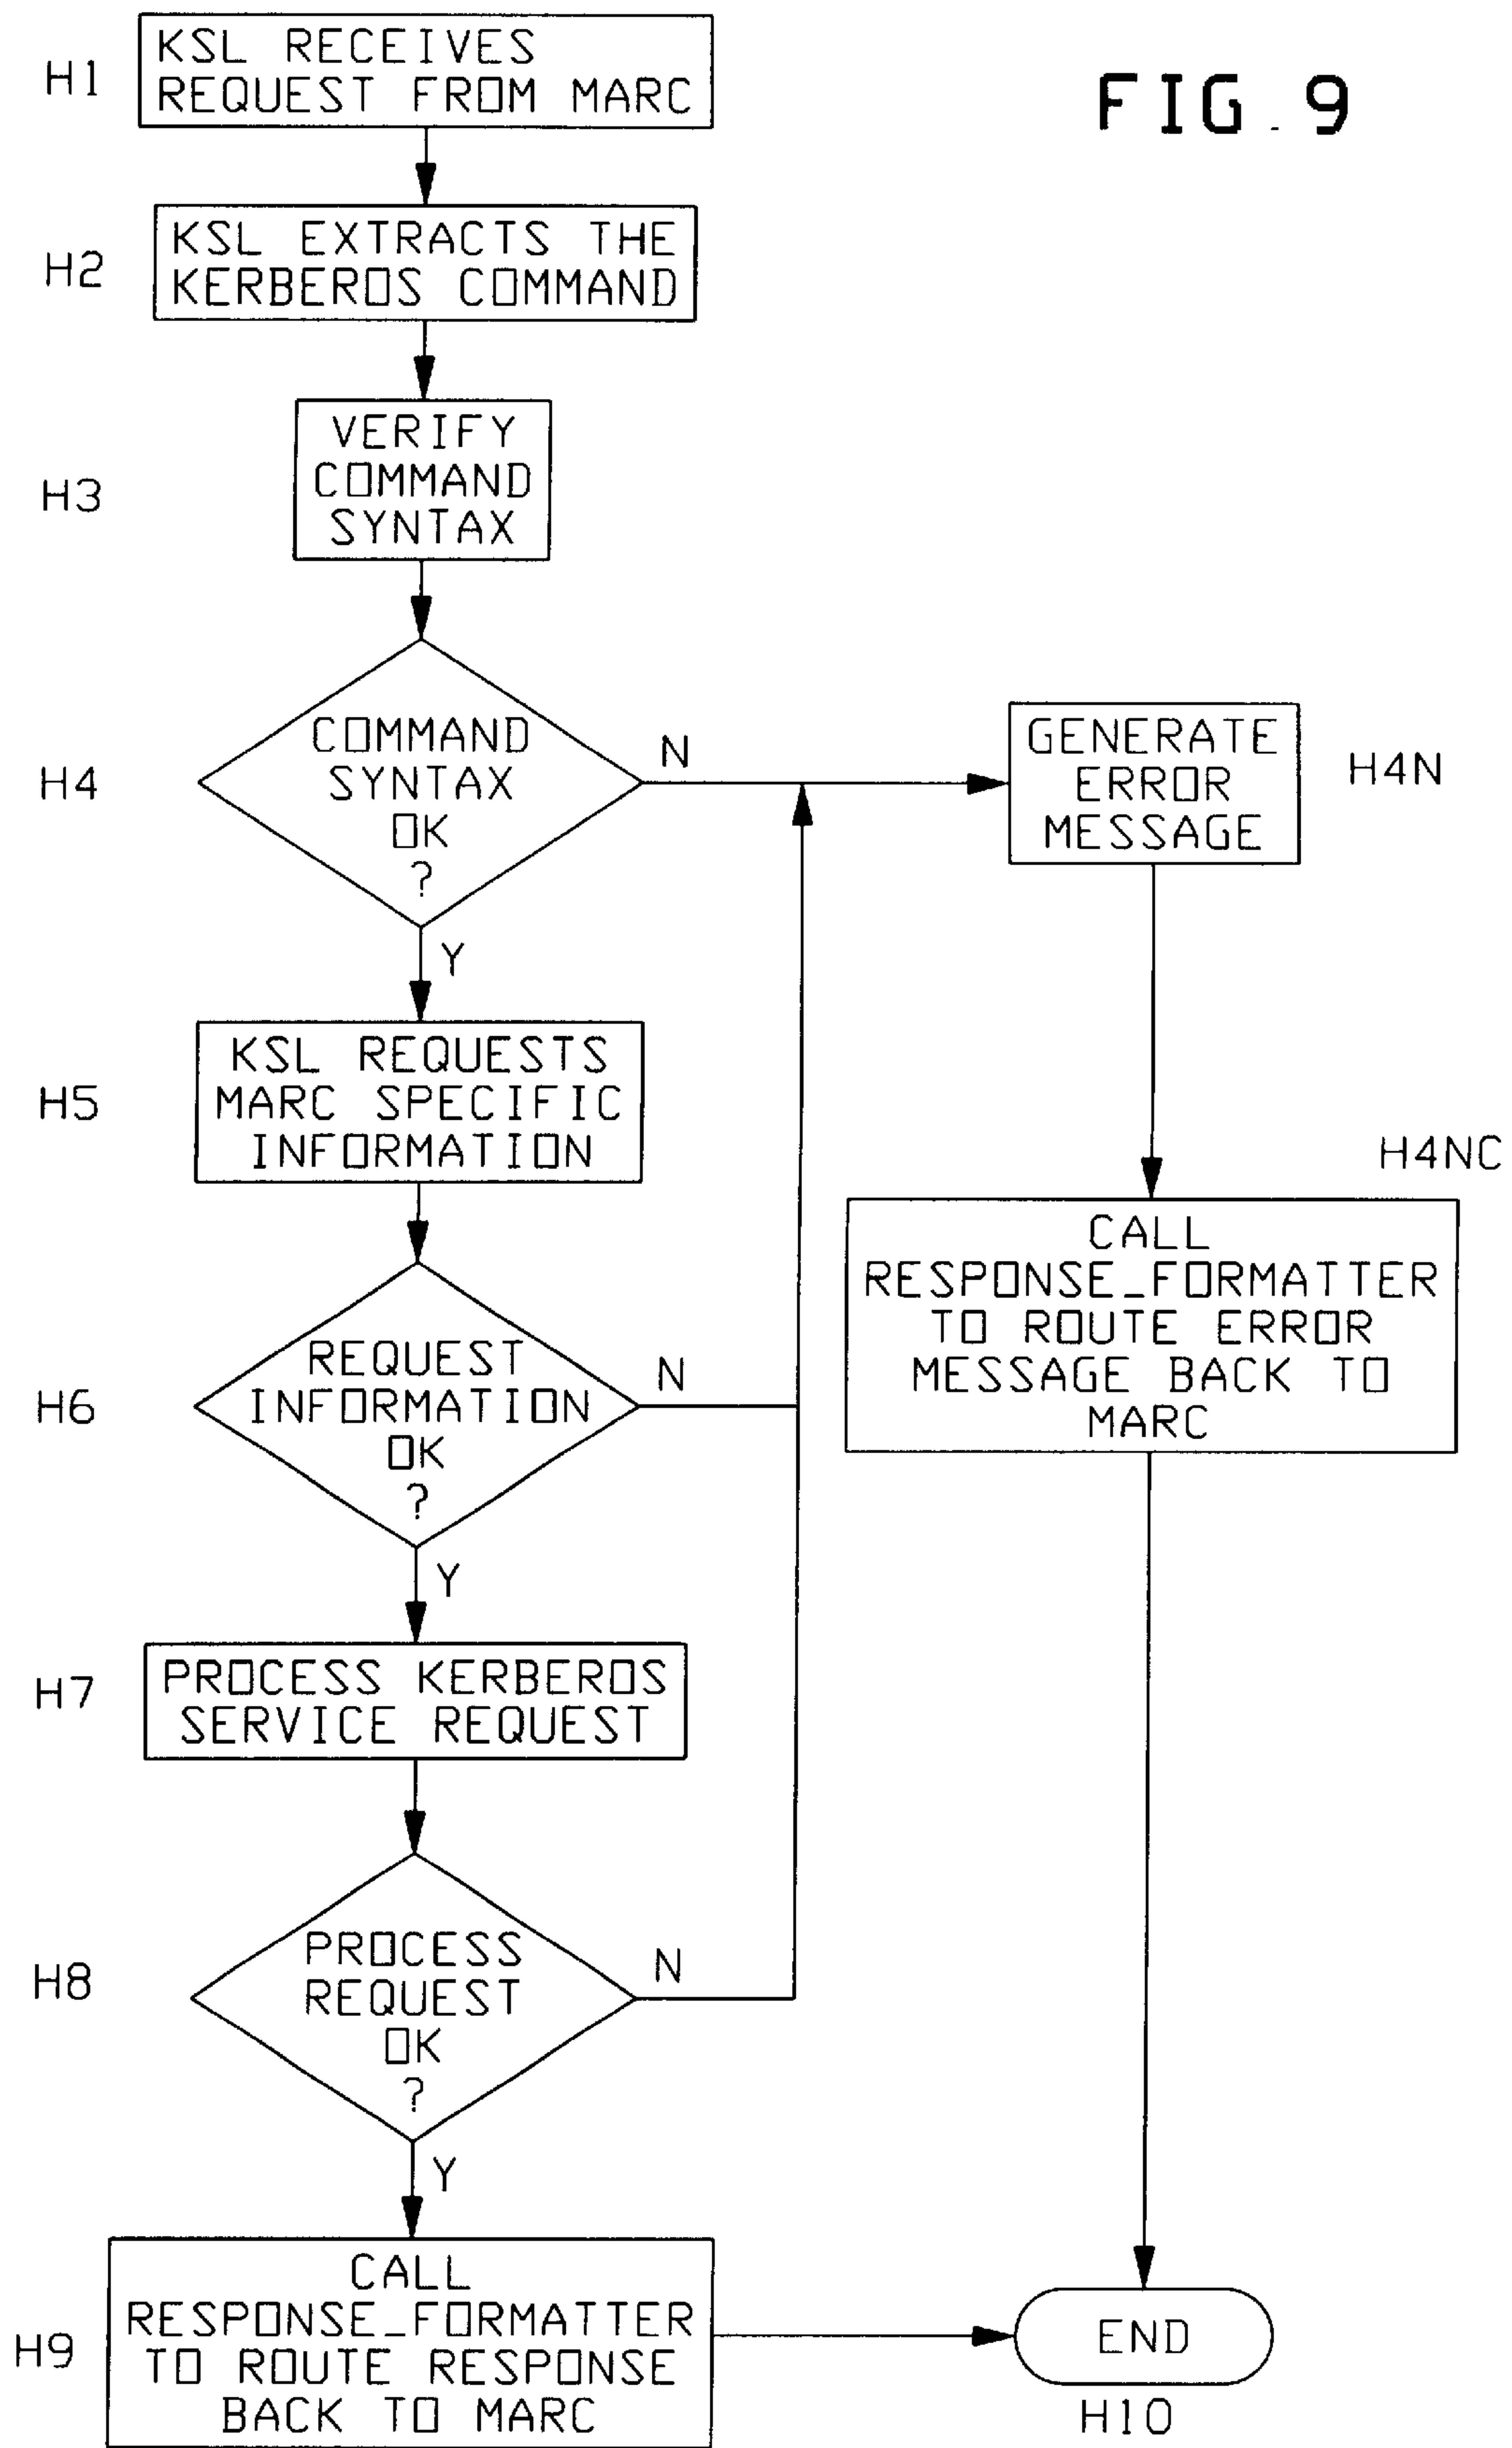 FIG. 9
H1
KSL RECEIVES
REQUEST FROM MARC
H2
KSL EXTRACTS THE
KERBEROS COMMAND
H3
VERIFY
COMMAND
SYNTAX
H4
COMMAND
SYNTAX
OK
?
N
Y
GENERATE
ERROR
MESSAGE
H4N
H5
KSL REQUESTS
MARC SPECIFIC
INFORMATION
H4NC
CALL
RESPONSE_FORMATTER
TO ROUTE ERROR
MESSAGE BACK TO
MARC
H6
REQUEST
INFORMATION
OK
?
N
Y
H7
PROCESS KERBEROS
SERVICE REQUEST
H8
PROCESS
REQUEST
OK
?
N
Y
H9
CALL
RESPONSE_FORMATTER
TO ROUTE RESPONSE
BACK TO MARC
END
H10